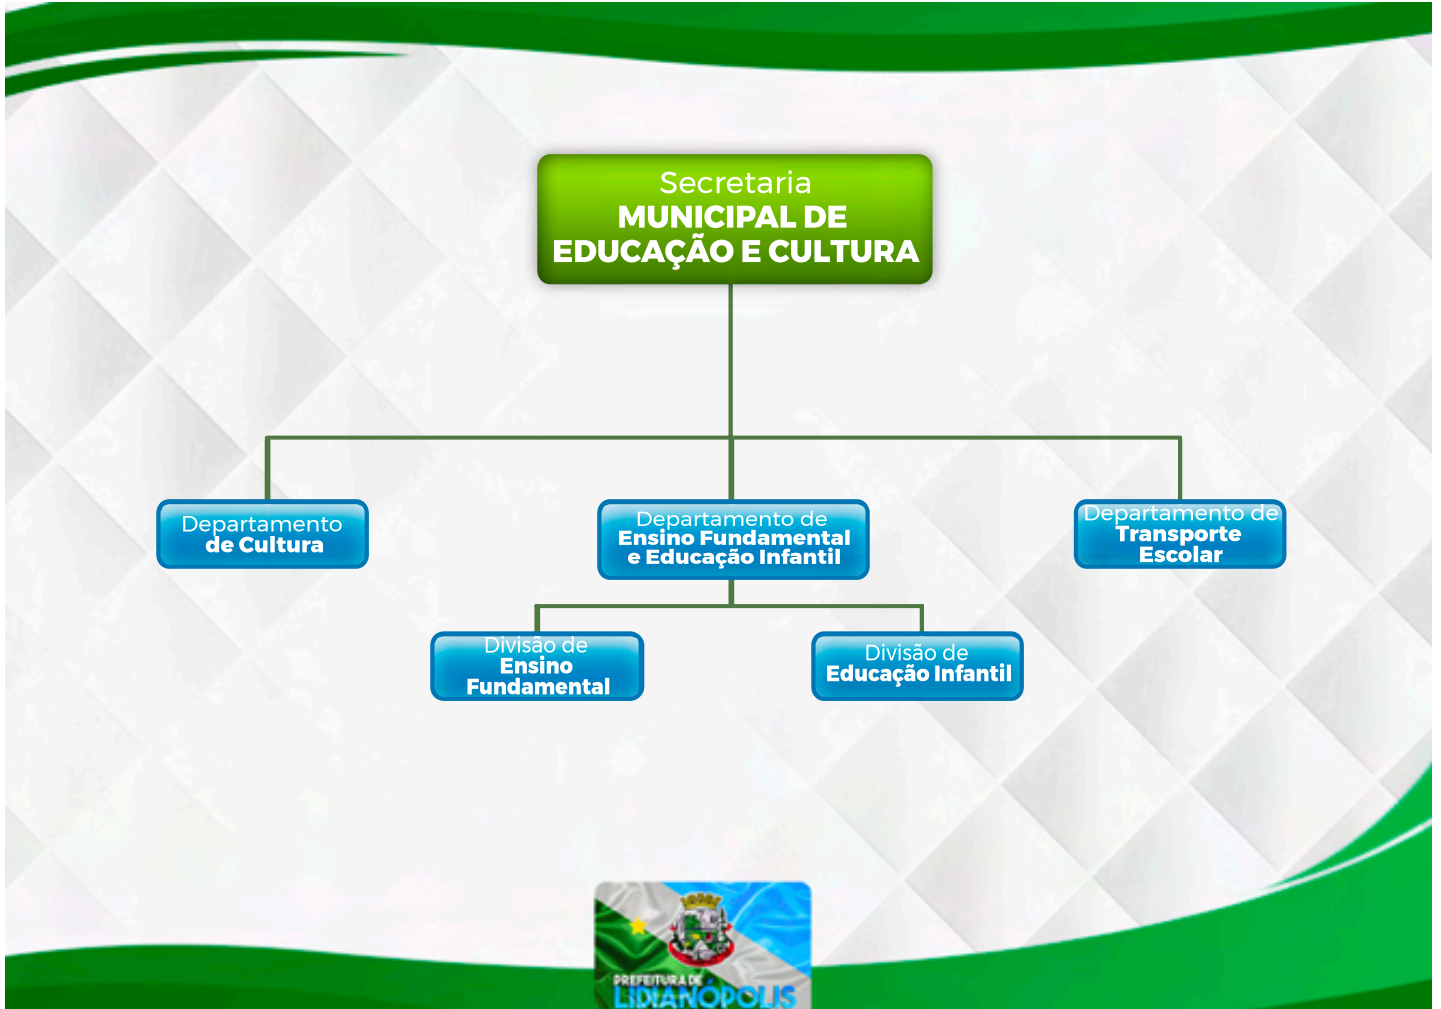 Secretaria
MUNICIPAL DE
EDUCAÇÃO E CULTURA
Departamento
de Cultura
Departamento de
Ensino Fundamental
e Educação Infantil
Departamento de
Transporte
Escolar
Divisão de
Ensino
Fundamental
Divisão de
Educação Infantil
PREFEITURA DE
LIDIANÓPOLIS